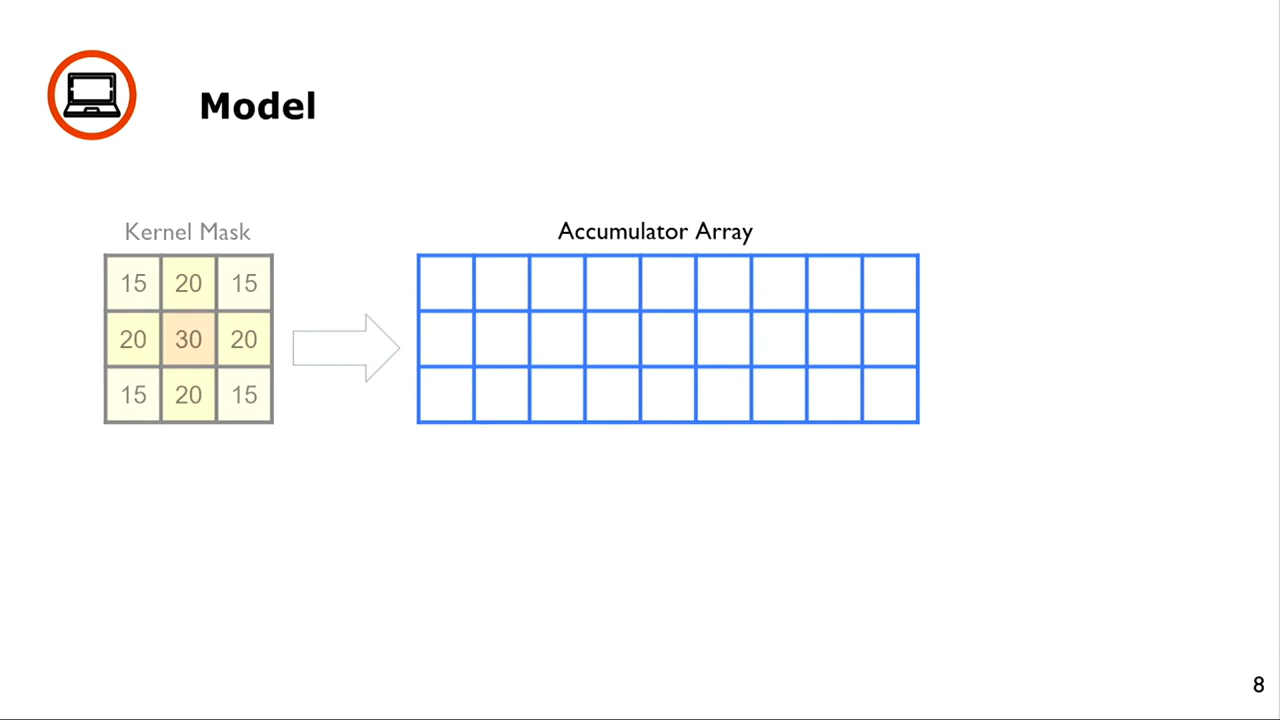 Model
Kernel Mask
Accumulator Array
15 20 15
20 30 20
15 20 15
8